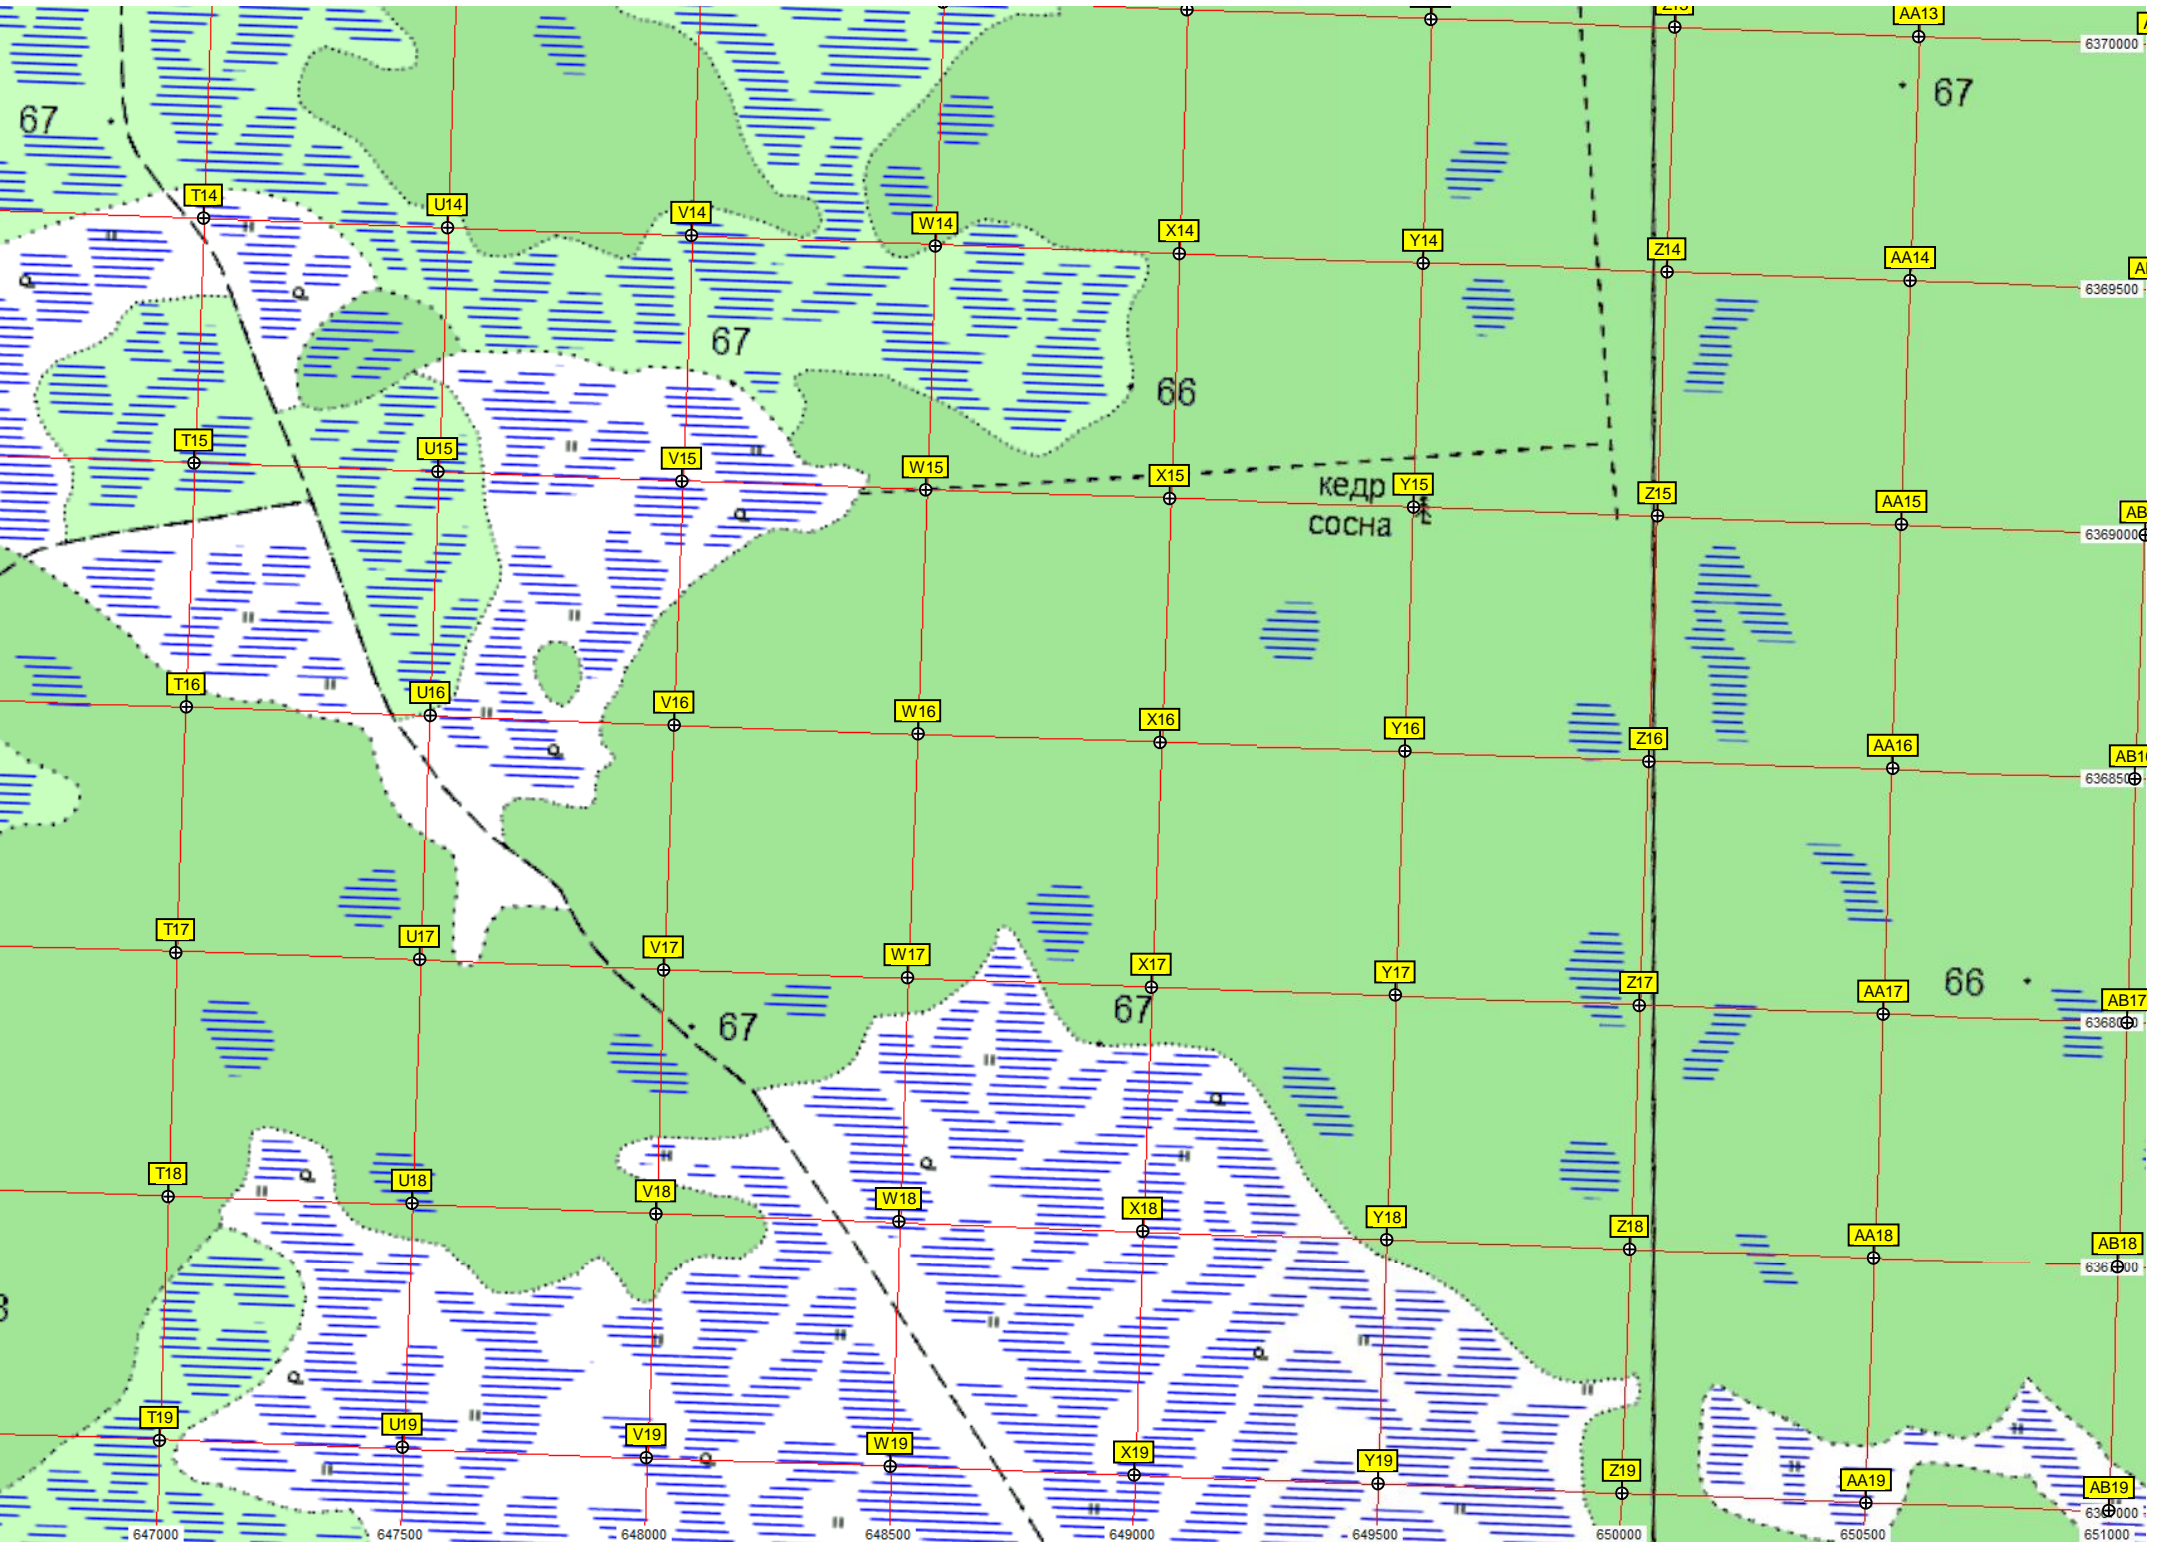 AA13
6370000
67
67
T14
U14
V14
W14
X14
Y14
Z14
AA14
6369500
67
66
T15
U15
V15
W15
X15
Y15
Z15
AA15
AB
6369000
кедр
сосна
T16
U16
V16
W16
X16
Y16
Z16
AA16
T17
U17
V17
W17
X17
Y17
Z17
AA17
AB17
66
67
67
T18
U18
V18
W18
X18
Y18
Z18
AA18
AB18
T19
U19
V19
W19
X19
Y19
Z19
AA19
AB19
647000
647500
648000
648500
649000
649500
650000
650500
651000